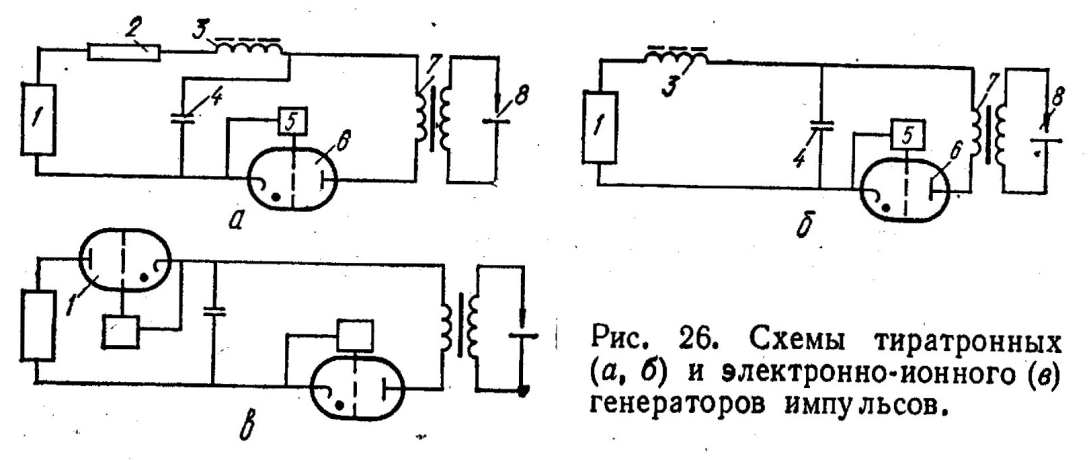 2
3
4
1
5
6
7
8
а
3
1
4
5
6
7
8
б
1
в
Рис. 26. Схемы тиратронных
(а, б) и электронно-ионного (в)
генераторов импульсов.